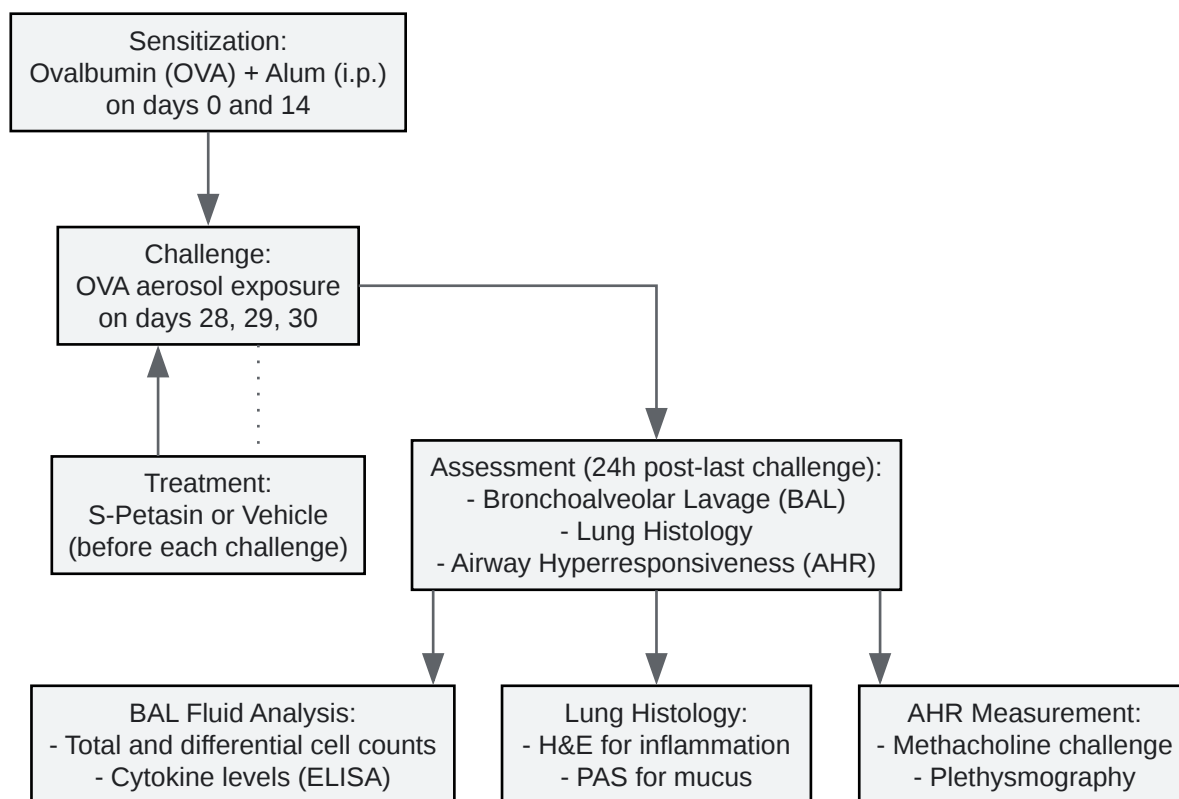 Sensitization:
Ovalbumin (OVA) + Alum (i.p.)
on days 0 and 14
Challenge:
OVA aerosol exposure
on days 28, 29, 30
Treatment:
S-Petasin or Vehicle
(before each challenge)
Assessment (24h post-last challenge):
- Bronchoalveolar Lavage (BAL)
- Lung Histology
- Airway Hyperresponsiveness (AHR)
BAL Fluid Analysis:
- Total and differential cell counts
- Cytokine levels (ELISA)
Lung Histology:
- H&E for inflammation
- PAS for mucus
AHR Measurement:
- Methacholine challenge
- Plethysmography